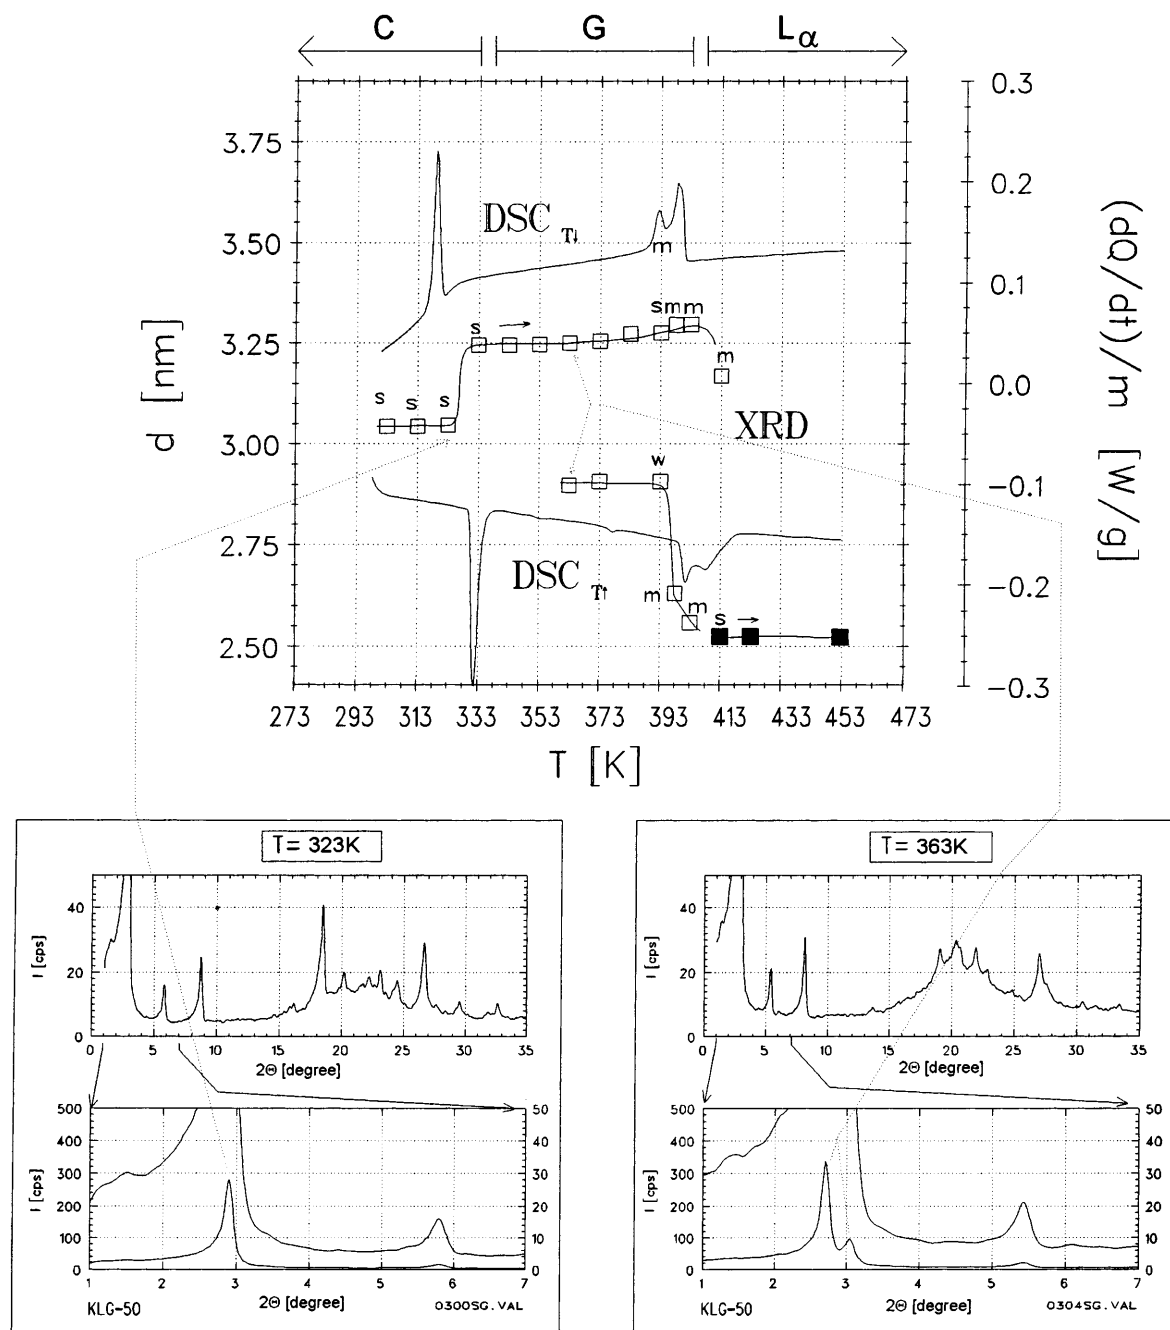 C G Lα
3.75
3.50
3.25
3.00
2.75
2.50
d [nm]
0.3
0.2
0.1
0.0
−0.1
−0.2
−0.3
(dQ/dt)/m [W/g]
DSC T↓
m
s → s m m
m
s s s
XRD
w
DSC T↑
m m
s →
273 293 313 333 353 373 393 413 433 453 473
T [K]
T= 323K
I [cps]
40
20
0
0 5 10 15 20 25 30 35
2Θ [degree]
I [cps]
500 50
400 40
300 30
200 20
100 10
0 0
1 2 3 4 5 6 7
KLG-50 2Θ [degree] 0300SG.VAL
T= 363K
I [cps]
40
20
0
0 5 10 15 20 25 30 35
2Θ [degree]
I [cps]
500 50
400 40
300 30
200 20
100 10
0 0
1 2 3 4 5 6 7
KLG-50 2Θ [degree] 0304SG.VAL